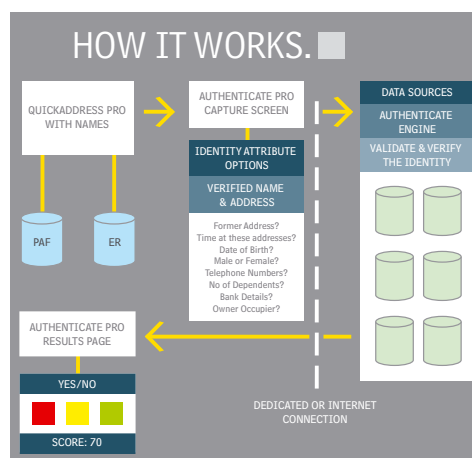 HOW IT WORKS.
QUICKADDRESS PRO
WITH NAMES
PAF
ER
AUTHENTICATE PRO
CAPTURE SCREEN
IDENTITY ATTRIBUTE
OPTIONS
VERIFIED NAME
& ADDRESS
Former Address?
Time at these addresses?
Date of Birth?
Male or Female?
Telephone Numbers?
No of Dependents?
Bank Details?
Owner Occupier?
DATA SOURCES
AUTHENTICATE
ENGINE
VALIDATE & VERIFY
THE IDENTITY
AUTHENTICATE PRO
RESULTS PAGE
YES/NO
SCORE: 70
DEDICATED OR INTERNET
CONNECTION